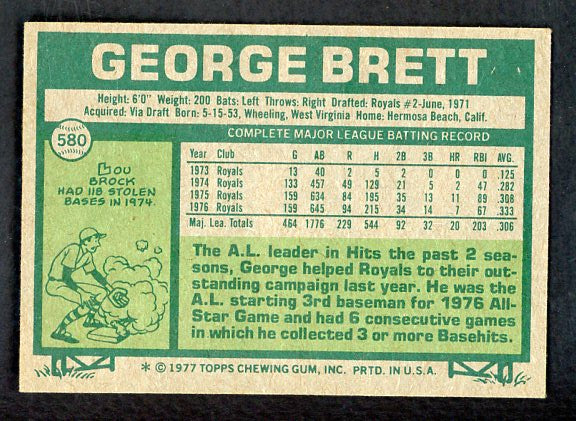 GEORGE BRETT
Height: 6'0" Weight: 200 Bats: Left Throws: Right Drafted: Royals #2-June, 1971
Acquired: Via Draft Born: 5-15-53, Wheeling, West Virginia Home: Hermosa Beach, Calif.
580
COMPLETE MAJOR LEAGUE BATTING RECORD
Year Club G AB R H 2B 3B HR RBI AVG.
1973 Royals 13 40 2 5 2 0 0 0 .125
1974 Royals 133 457 49 129 21 5 2 47 .282
1975 Royals 159 634 84 195 35 13 11 89 .308
1976 Royals 159 645 94 215 34 14 7 67 .333
Maj. Lea. Totals 464 1776 229 544 92 32 20 203 .306
LOU
BROCK
HAD 118 STOLEN
BASES IN 1974.
The A.L. leader in Hits the past 2 sea-
sons, George helped Royals to their out-
standing campaign last year. He was the
A.L. starting 3rd baseman for 1976 All-
Star Game and had 6 consecutive games
in which he collected 3 or more Basehits.
* © 1977 TOPPS CHEWING GUM, INC. PRTD. IN U.S.A.